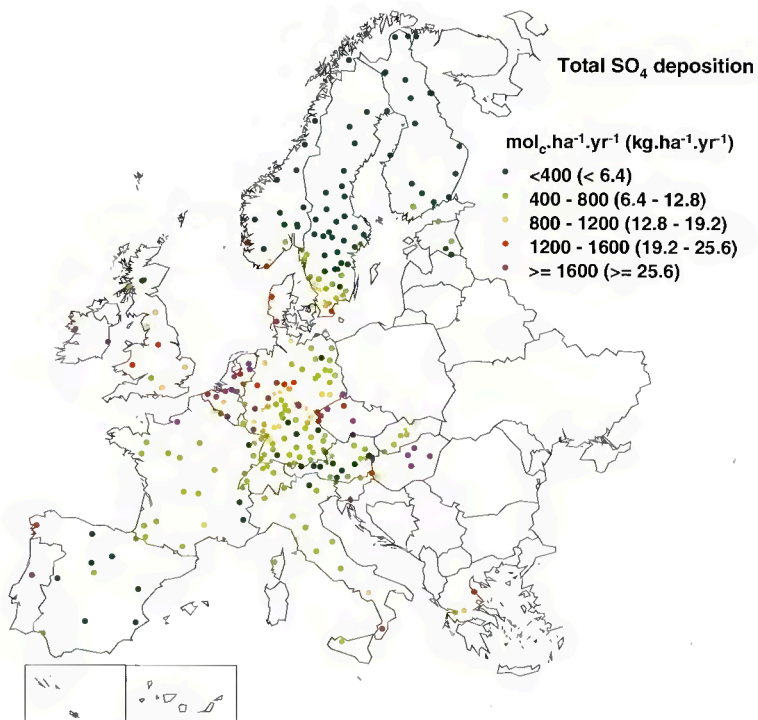 Total SO₄ deposition
mol_c.ha⁻¹.yr⁻¹ (kg.ha⁻¹.yr⁻¹)
<400 (< 6.4)
400 - 800 (6.4 - 12.8)
800 - 1200 (12.8 - 19.2)
1200 - 1600 (19.2 - 25.6)
>= 1600 (>= 25.6)